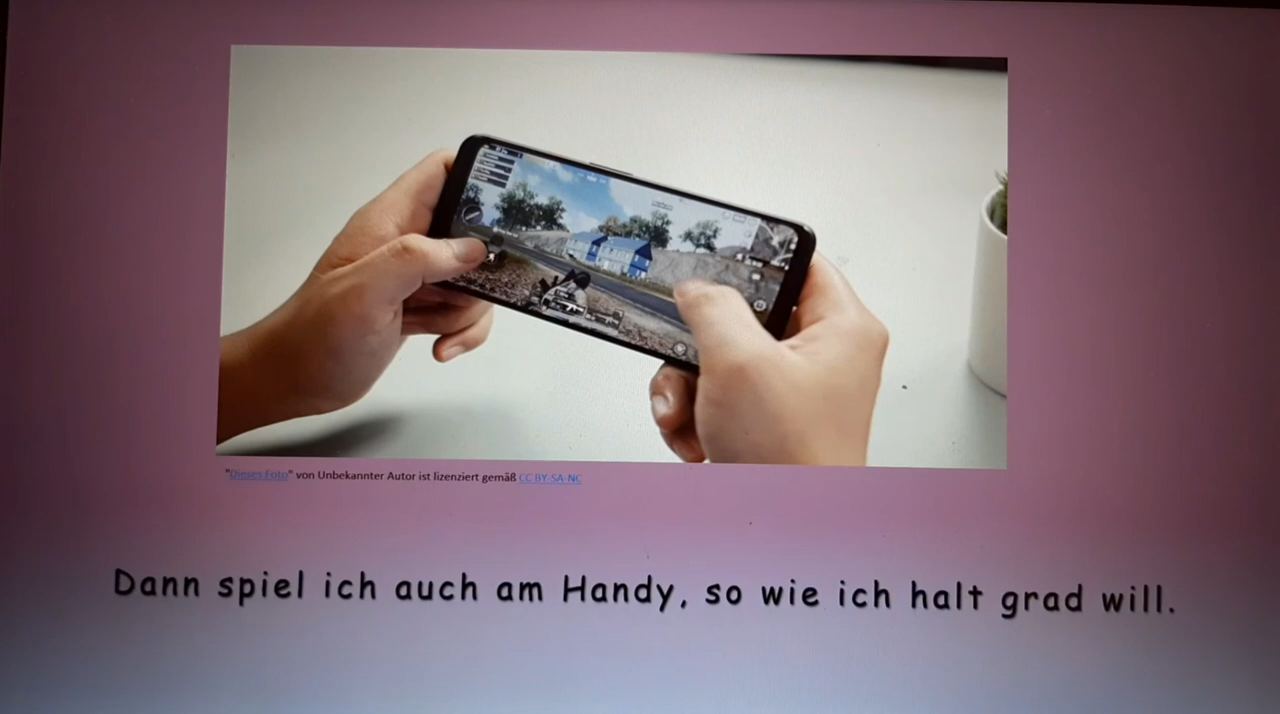 "Dieses Foto" von Unbekannter Autor ist lizenziert gemäß CC BY-SA-NC
Dann spiel ich auch am Handy, so wie ich halt grad will.